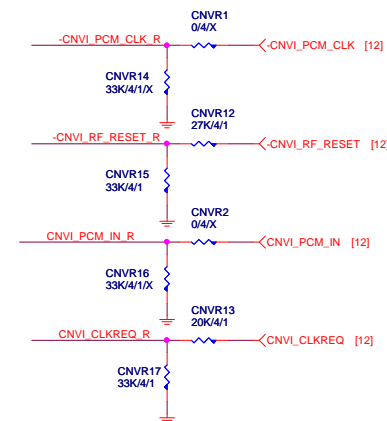 CNVR1
0/4/X
-CNVI_PCM_CLK_R
-CNVI_PCM_CLK [12]
CNVR14
33K/4/1/X
CNVR12
27K/4/1
-CNVI_RF_RESET_R
-CNVI_RF_RESET [12]
CNVR15
33K/4/1
CNVR2
0/4/X
CNVI_PCM_IN_R
CNVI_PCM_IN [12]
CNVR16
33K/4/1/X
CNVR13
20K/4/1
CNVI_CLKREQ_R
CNVI_CLKREQ [12]
CNVR17
33K/4/1